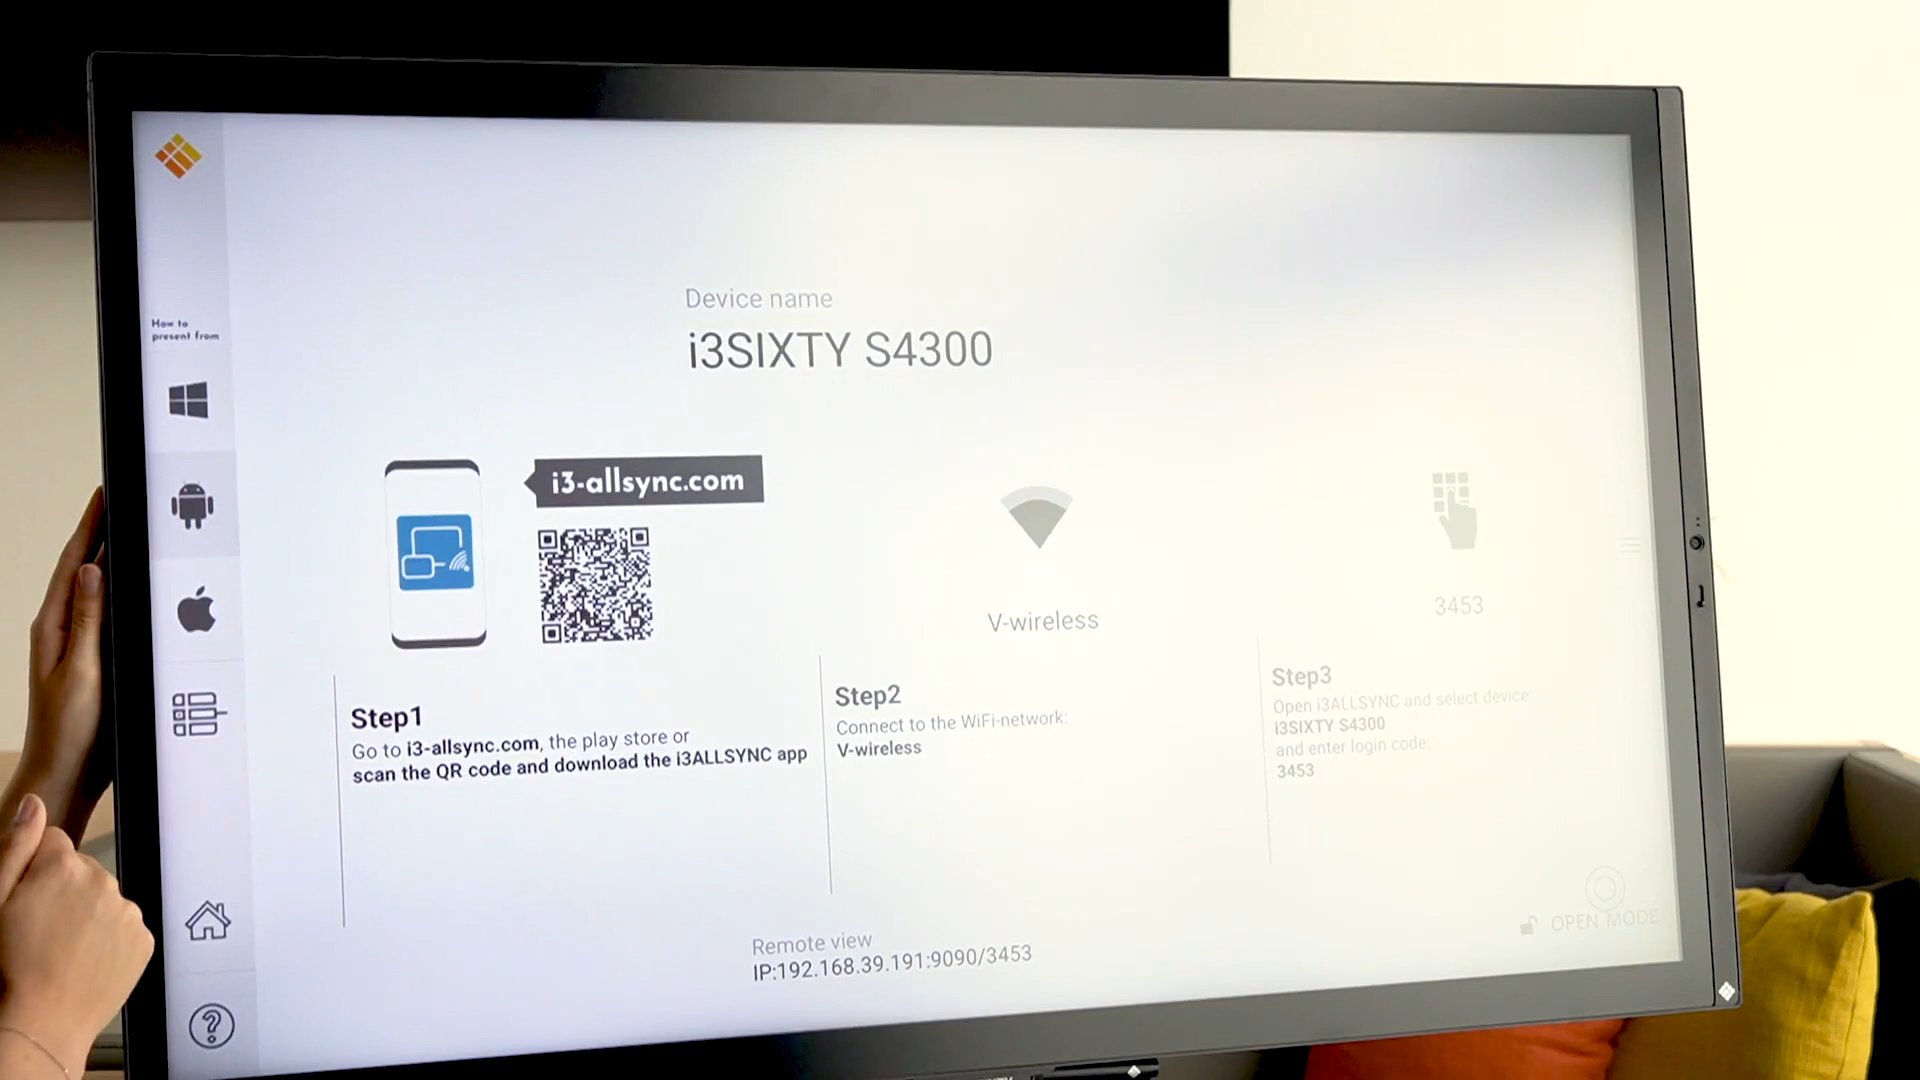 How to
present from
Device name
i3SIXTY S4300
i3-allsync.com
V-wireless
3453
Step1
Go to i3-allsync.com, the play store or
scan the QR code and download the i3ALLSYNC app
Step2
Connect to the WiFi-network:
V-wireless
Step3
Open i3ALLSYNC and select device:
i3SIXTY S4300
and enter login code:
3453
OPEN MODE
Remote view
IP:192.168.39.191:9090/3453